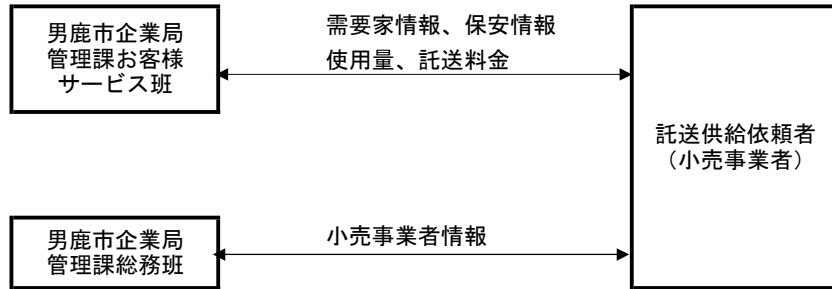 男鹿市企業局
管理課お客様
サービス班
需要家情報、保安情報
使用量、託送料金
託送供給依頼者
（小売事業者）
男鹿市企業局
管理課総務班
小売事業者情報